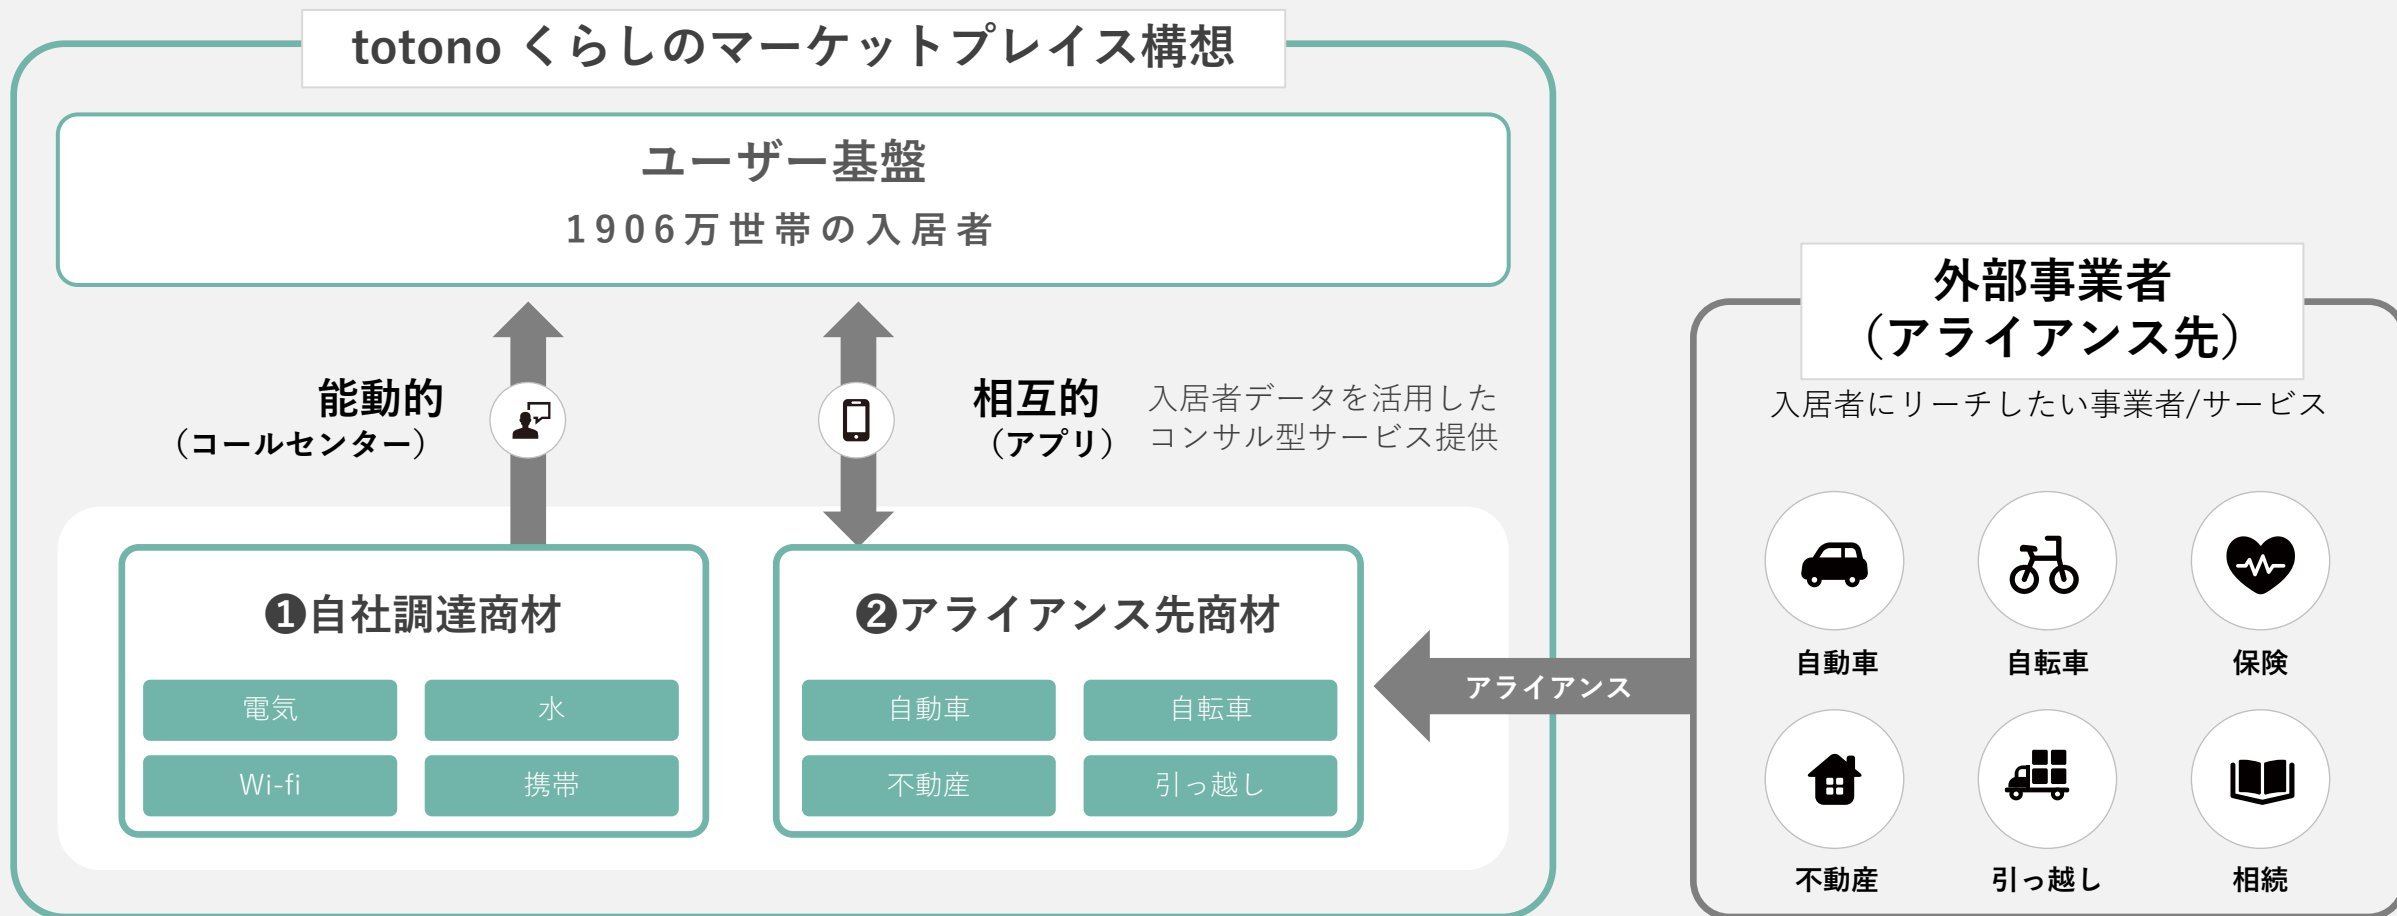 totono くらしのマーケットプレイス構想
ユーザー基盤
1906万世帯の入居者
能動的
（コールセンター）
相互的
（アプリ）
入居者データを活用した
コンサル型サービス提供
❶自社調達商材
電気
水
Wi-fi
携帯
❷アライアンス先商材
自動車
自転車
不動産
引っ越し
アライアンス
外部事業者
（アライアンス先）
入居者にリーチしたい事業者/サービス
自動車
自転車
保険
不動産
引っ越し
相続